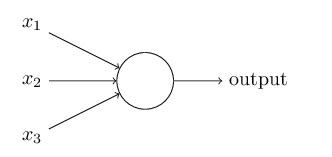 x₁
x₂
output
x₃